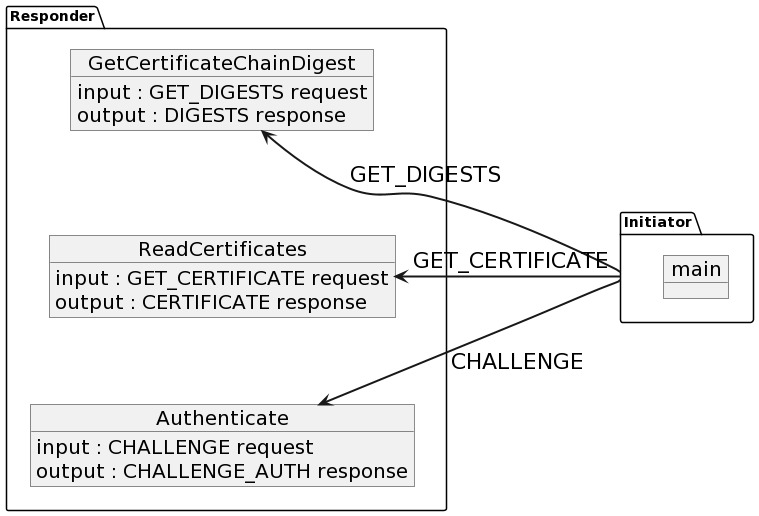 Responder
GetCertificateChainDigest
input : GET_DIGESTS request
output : DIGESTS response
GET_DIGESTS
Initiator
main
ReadCertificates
input : GET_CERTIFICATE request
output : CERTIFICATE response
GET_CERTIFICATE
CHALLENGE
Authenticate
input : CHALLENGE request
output : CHALLENGE_AUTH response